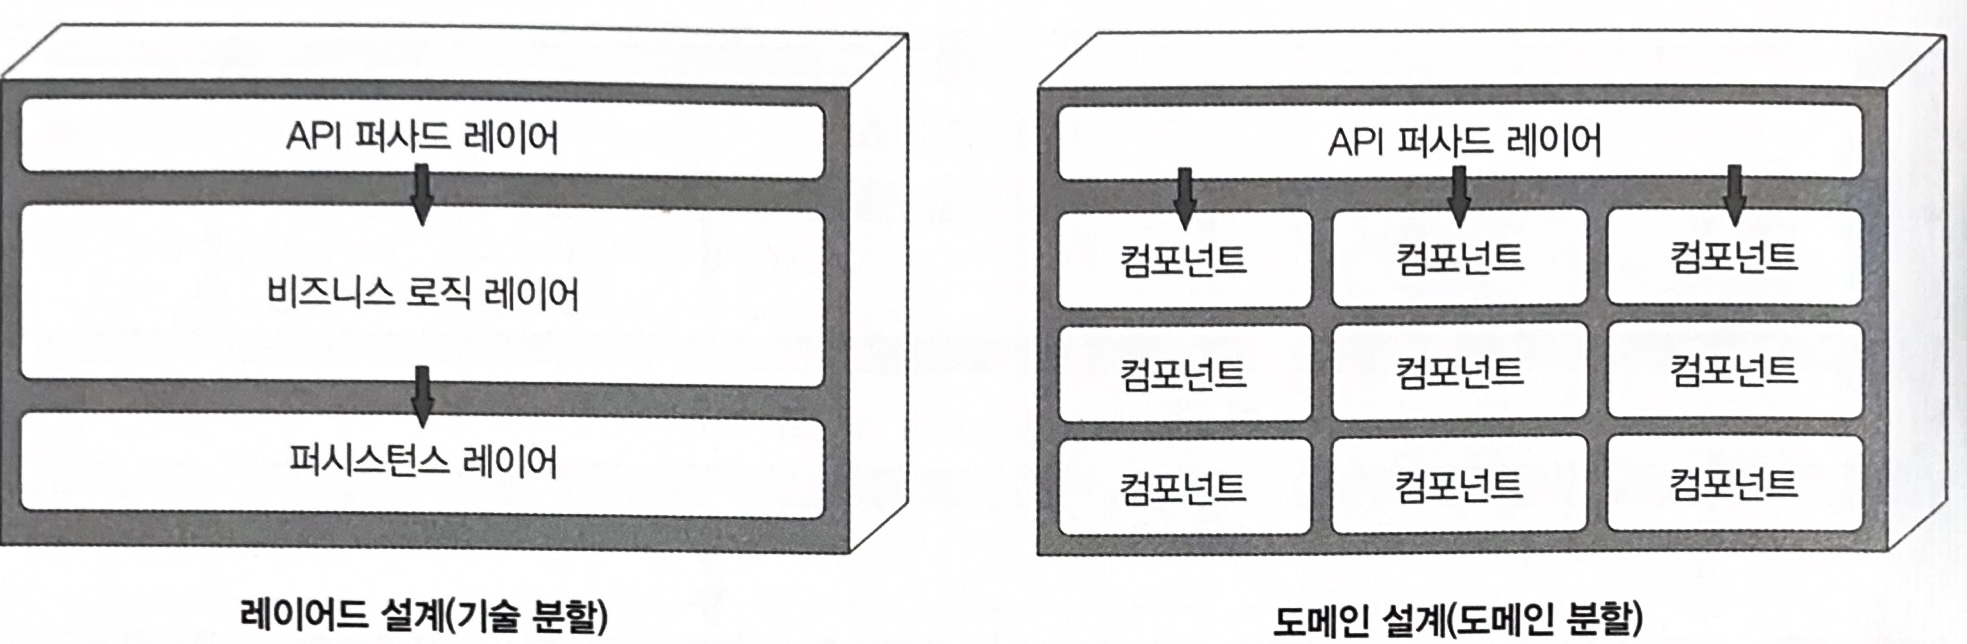 API 퍼사드 레이어
비즈니스 로직 레이어
퍼시스턴스 레이어
레이어드 설계(기술 분할)
API 퍼사드 레이어
컴포넌트 컴포넌트 컴포넌트
컴포넌트 컴포넌트 컴포넌트
컴포넌트 컴포넌트 컴포넌트
도메인 설계(도메인 분할)